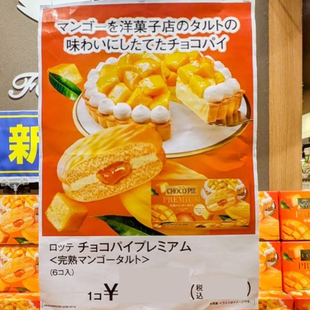 マンゴーを洋菓子店のタルトの
味わいにしたてたチョコパイ
新
CHOCO PIE
PREMIUM
ロッテ チョコパイプレミアム
<完熟マンゴータルト>
(6コ入)
1コ¥ (税込 )